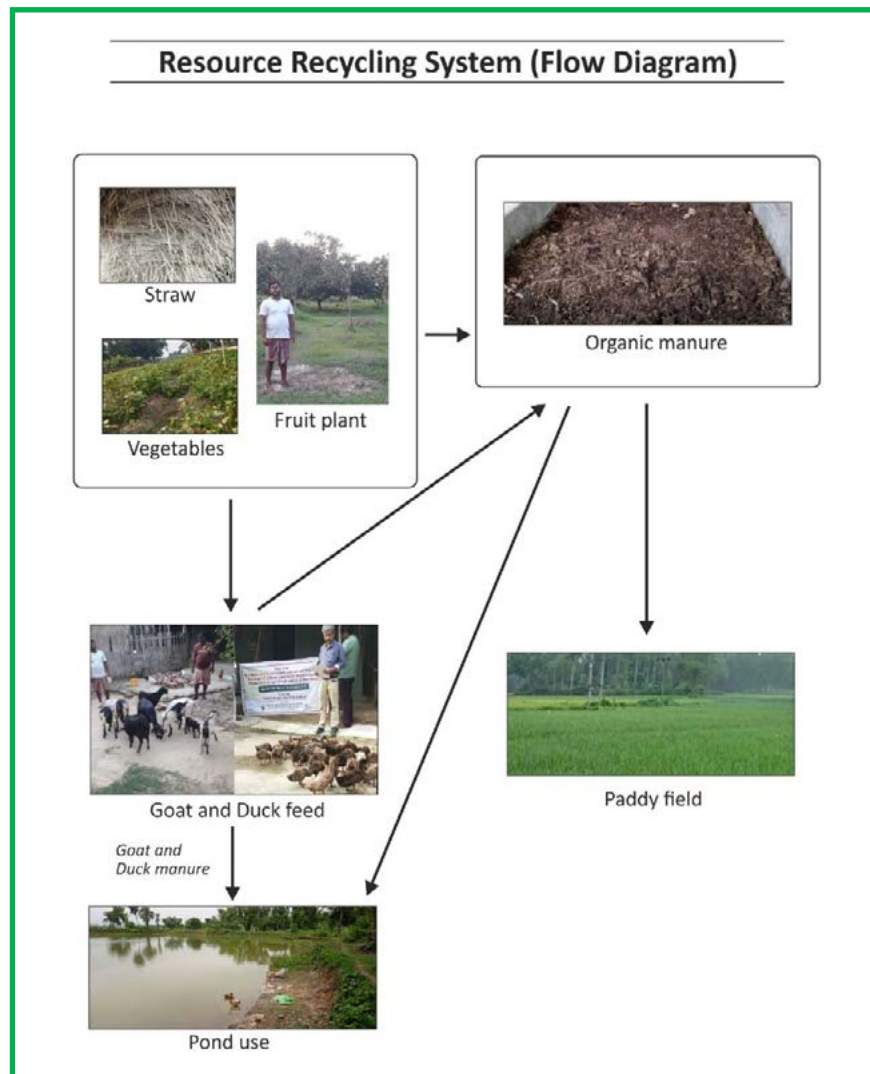 Resource Recycling System (Flow Diagram)
Straw
Vegetables
Fruit plant
Organic manure
Goat and Duck feed
Paddy field
Goat and
Duck manure
Pond use